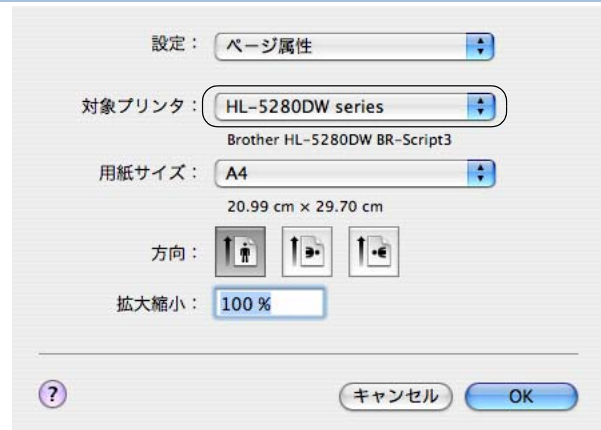 設定： ページ属性
対象プリンタ： HL-5280DW series
Brother HL-5280DW BR-Script3
用紙サイズ： A4
20.99 cm × 29.70 cm
方向：
拡大縮小： 100 %
? キャンセル OK